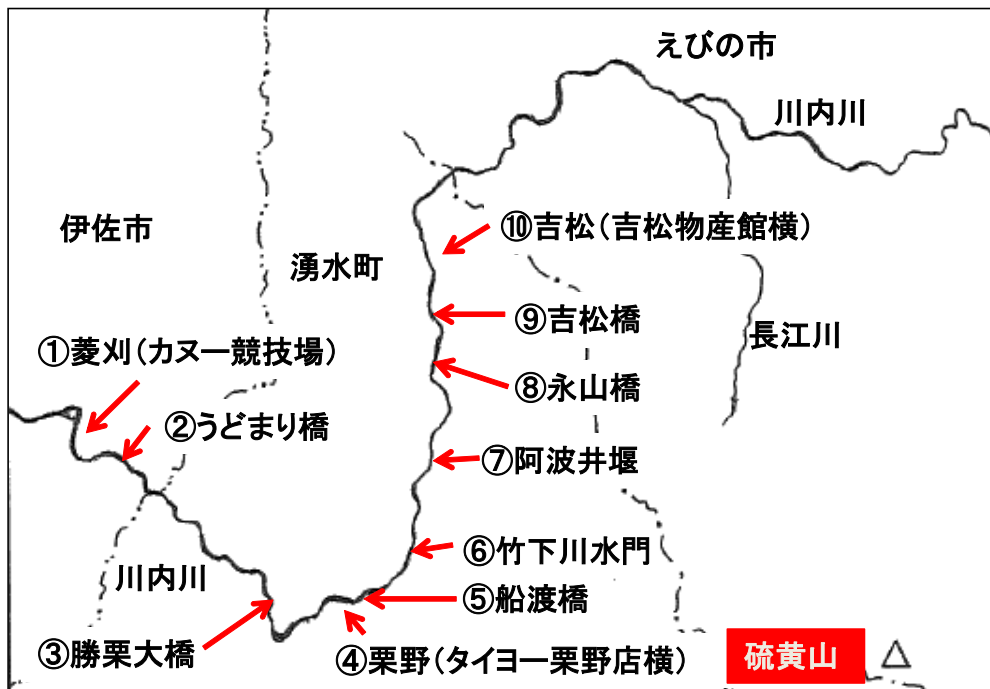 えびの市
川内川
伊佐市
⑩吉松（吉松物産館横）
湧水町
⑨吉松橋
長江川
①菱刈（カヌー競技場）
⑧永山橋
②うどまり橋
⑦阿波井堰
⑥竹下川水門
川内川
⑤船渡橋
③勝栗大橋
④栗野（タイヨー栗野店横）
硫黄山